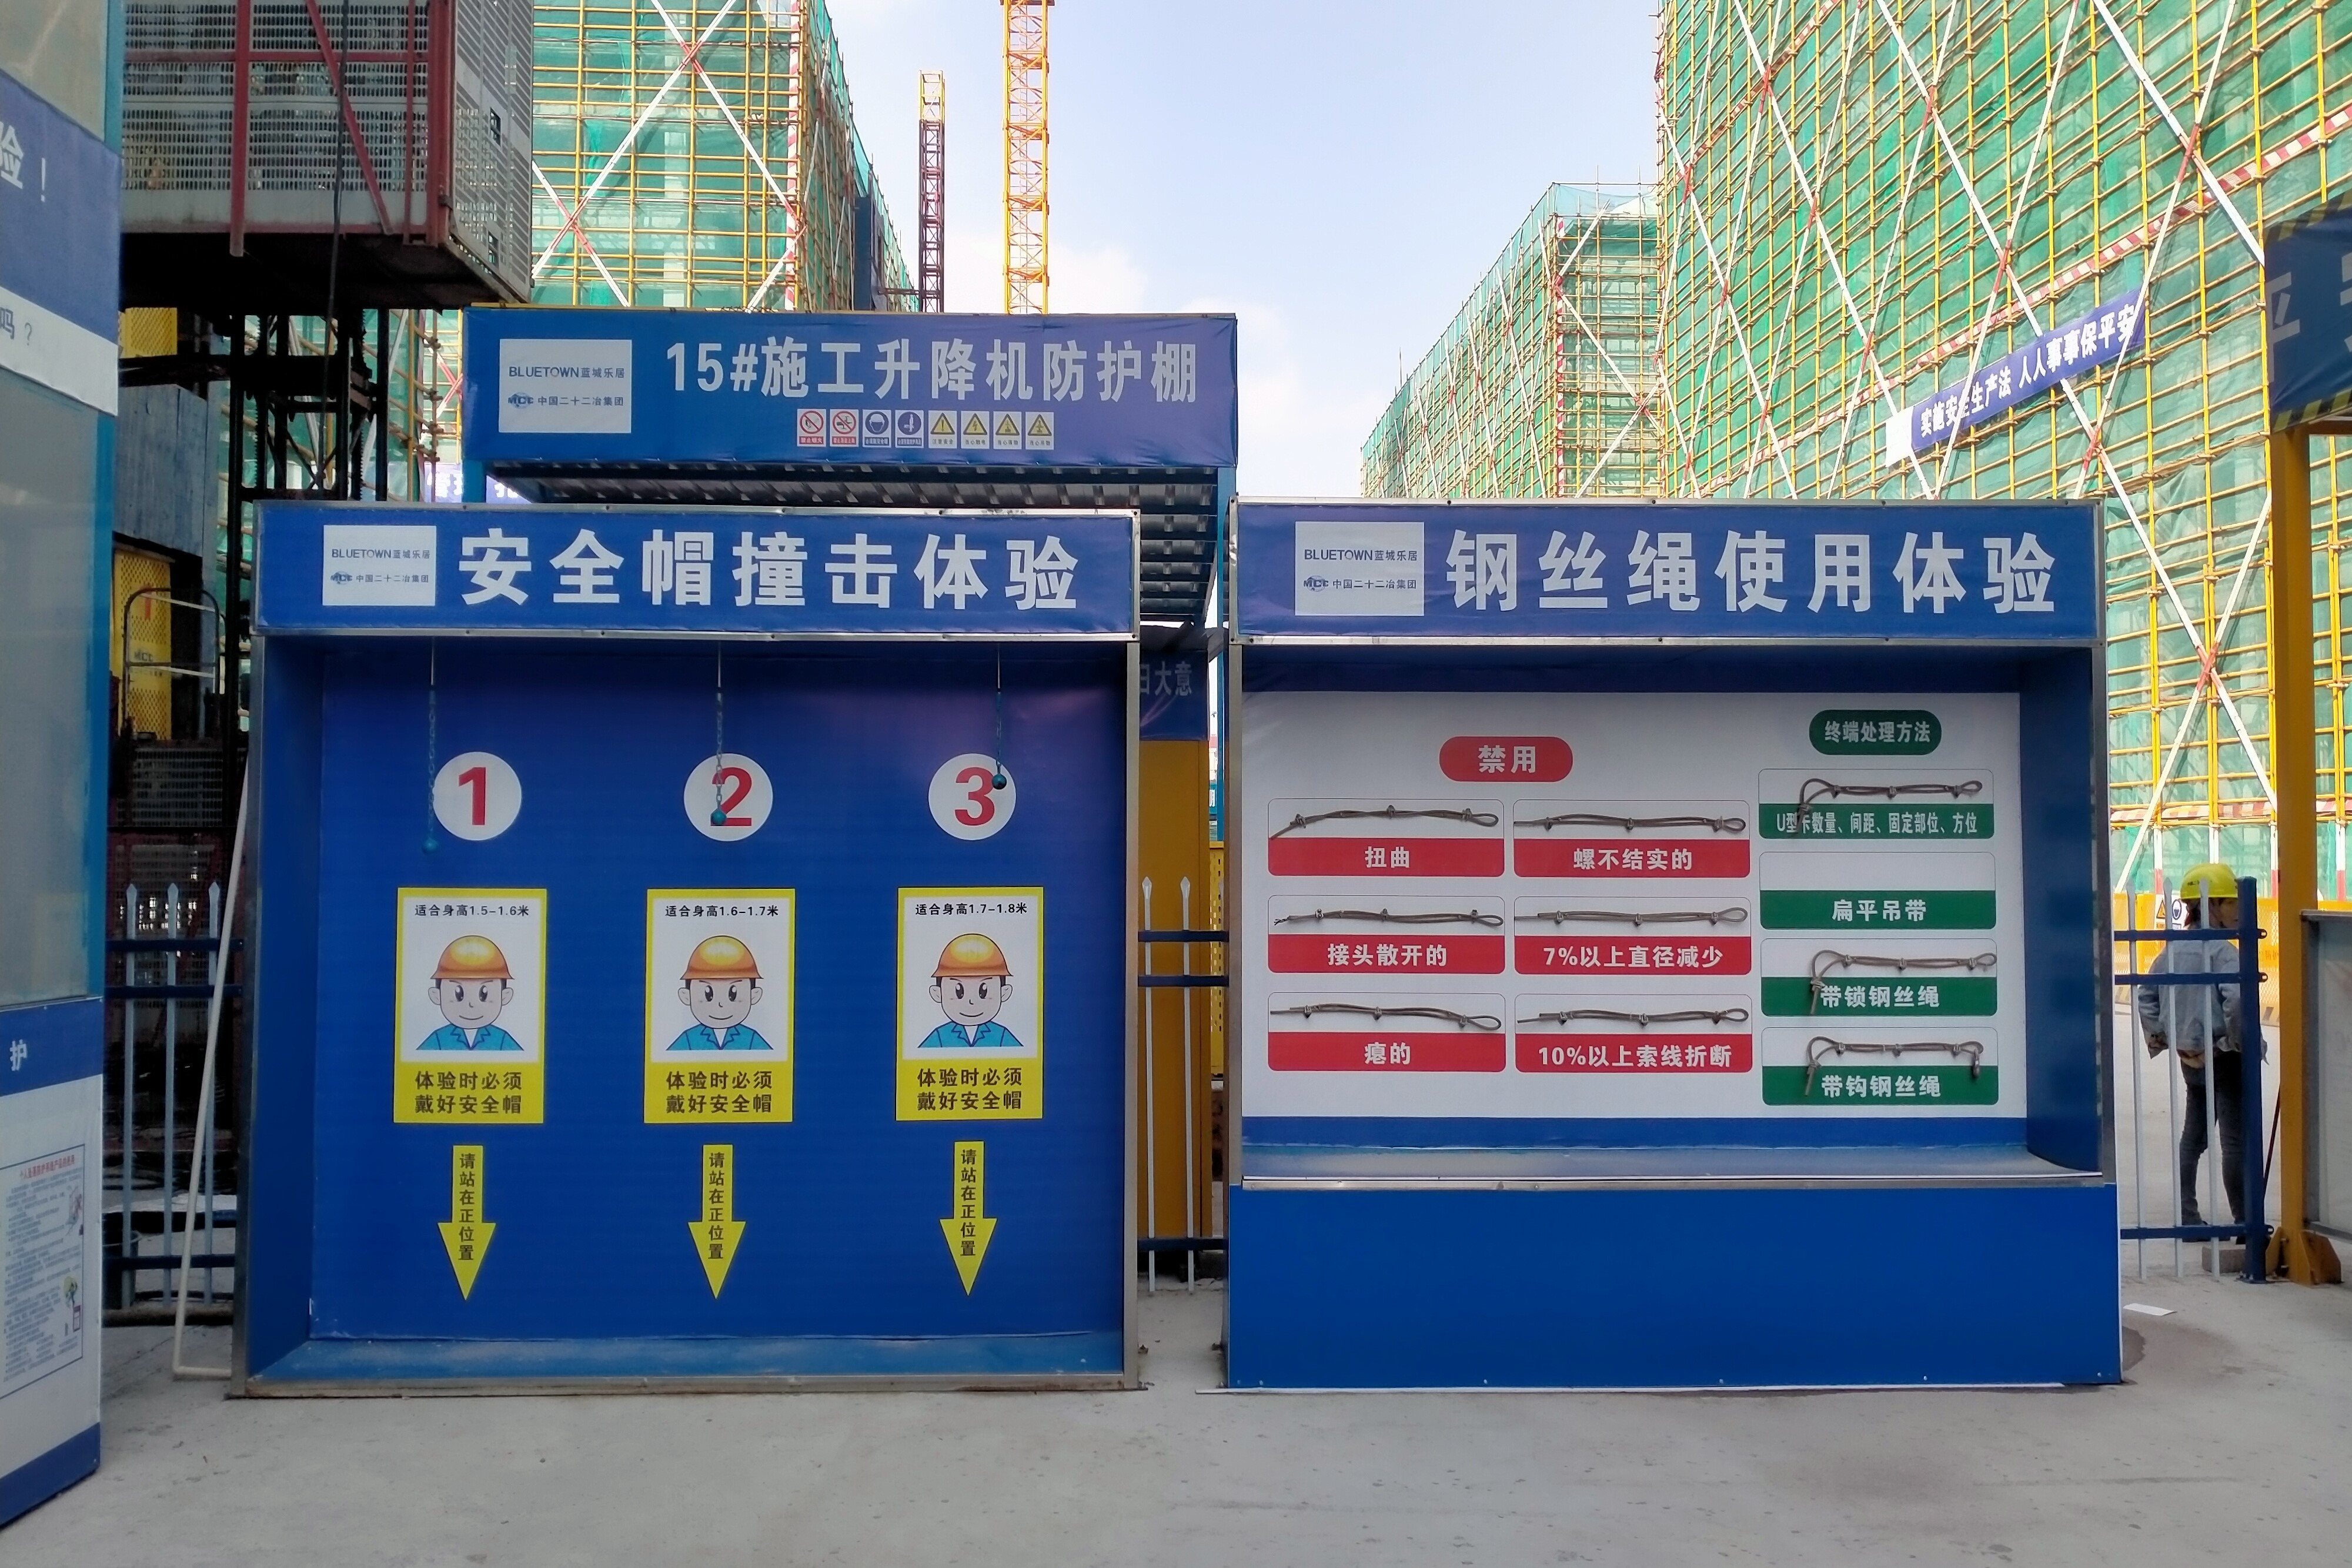 验！
吗？
护
BLUETOWN蓝城乐居
MCC 中国二十二冶集团
15#施工升降机防护棚
实施安全生产法 人人事事保平安
BLUETOWN蓝城乐居
MCC 中国二十二冶集团
安全帽撞击体验
1
2
3
适合身高1.5-1.6米
适合身高1.6-1.7米
适合身高1.7-1.8米
体验时必须
戴好安全帽
体验时必须
戴好安全帽
体验时必须
戴好安全帽
请站在正位置
请站在正位置
请站在正位置
日大意
BLUETOWN蓝城乐居
MCC 中国二十二冶集团
钢丝绳使用体验
禁用
扭曲
螺不结实的
接头散开的
7%以上直径减少
瘪的
10%以上索线折断
终端处理方法
U型卡数量、间距、固定部位、方位
扁平吊带
带锁钢丝绳
带钩钢丝绳